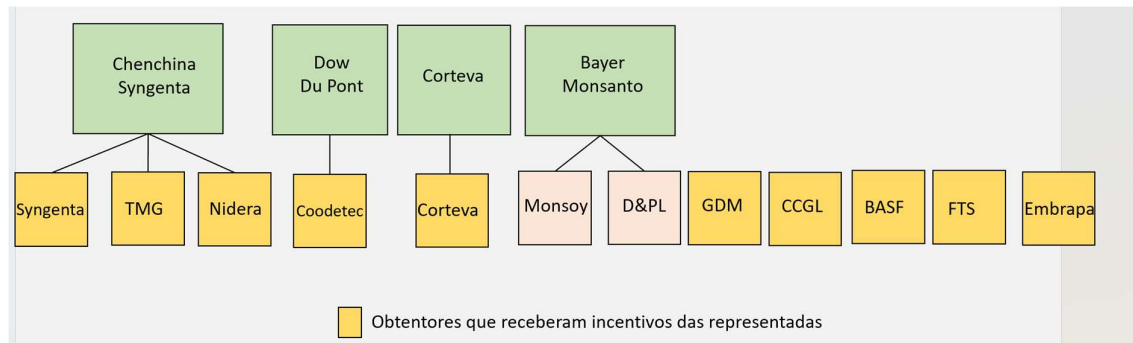 Chenchina
Syngenta
Dow
Du Pont
Corteva
Bayer
Monsanto
Syngenta
TMG
Nidera
Coodetec
Corteva
Monsoy
D&PL
GDM
CCGL
BASF
FTS
Embrapa
Obtentores que receberam incentivos das representadas